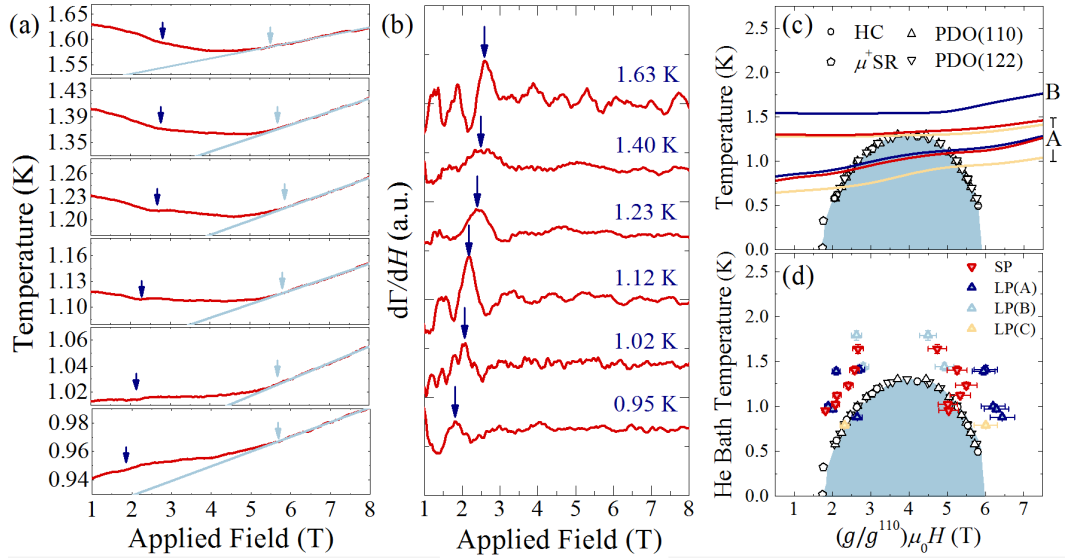 (a)
1.65
1.60
1.53
1.43
1.39
1.35
1.26
1.23
1.20
1.16
1.13
1.10
1.06
1.04
1.02
1.01
0.98
0.96
0.94
Temperature (K)
1 2 3 4 5 6 7 8
Applied Field (T)
(b)
1.63 K
1.40 K
1.23 K
1.12 K
1.02 K
0.95 K
dΓ/dH (a.u.)
1 2 3 4 5 6 7 8
Applied Field (T)
(c)
HC PDO(110)
μ⁺SR PDO(122)
B
A
2.5
2.0
1.5
1.0
0.5
0.0
Temperature (K)
(d)
SP
LP(A)
LP(B)
LP(C)
2.5
2.0
1.5
1.0
0.5
0.0
He Bath Temperature (K)
0 2 4 6
(g/g¹¹⁰)μ₀H (T)